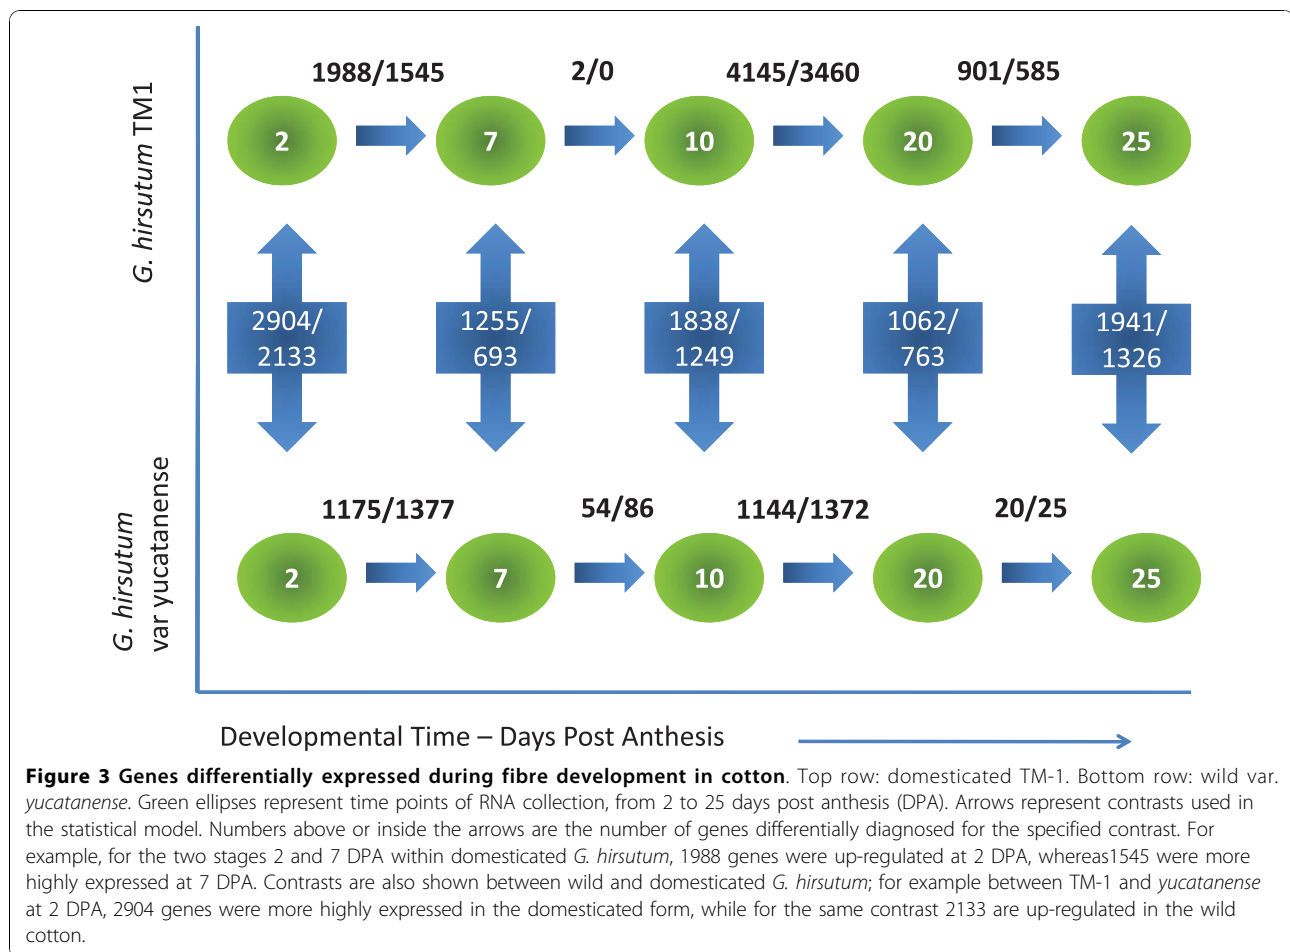 G. hirsutum TM1
1988/1545
2/0
4145/3460
901/585
2
7
10
20
25
2904/
2133
1255/
693
1838/
1249
1062/
763
1941/
1326
G. hirsutum
var yucatanense
1175/1377
54/86
1144/1372
20/25
2
7
10
20
25
Developmental Time – Days Post Anthesis
Figure 3 Genes differentially expressed during fibre development in cotton. Top row: domesticated TM-1. Bottom row: wild var.
yucatanense. Green ellipses represent time points of RNA collection, from 2 to 25 days post anthesis (DPA). Arrows represent contrasts used in
the statistical model. Numbers above or inside the arrows are the number of genes differentially diagnosed for the specified contrast. For
example, for the two stages 2 and 7 DPA within domesticated G. hirsutum, 1988 genes were up-regulated at 2 DPA, whereas1545 were more
highly expressed at 7 DPA. Contrasts are also shown between wild and domesticated G. hirsutum; for example between TM-1 and yucatanense
at 2 DPA, 2904 genes were more highly expressed in the domesticated form, while for the same contrast 2133 are up-regulated in the wild
cotton.